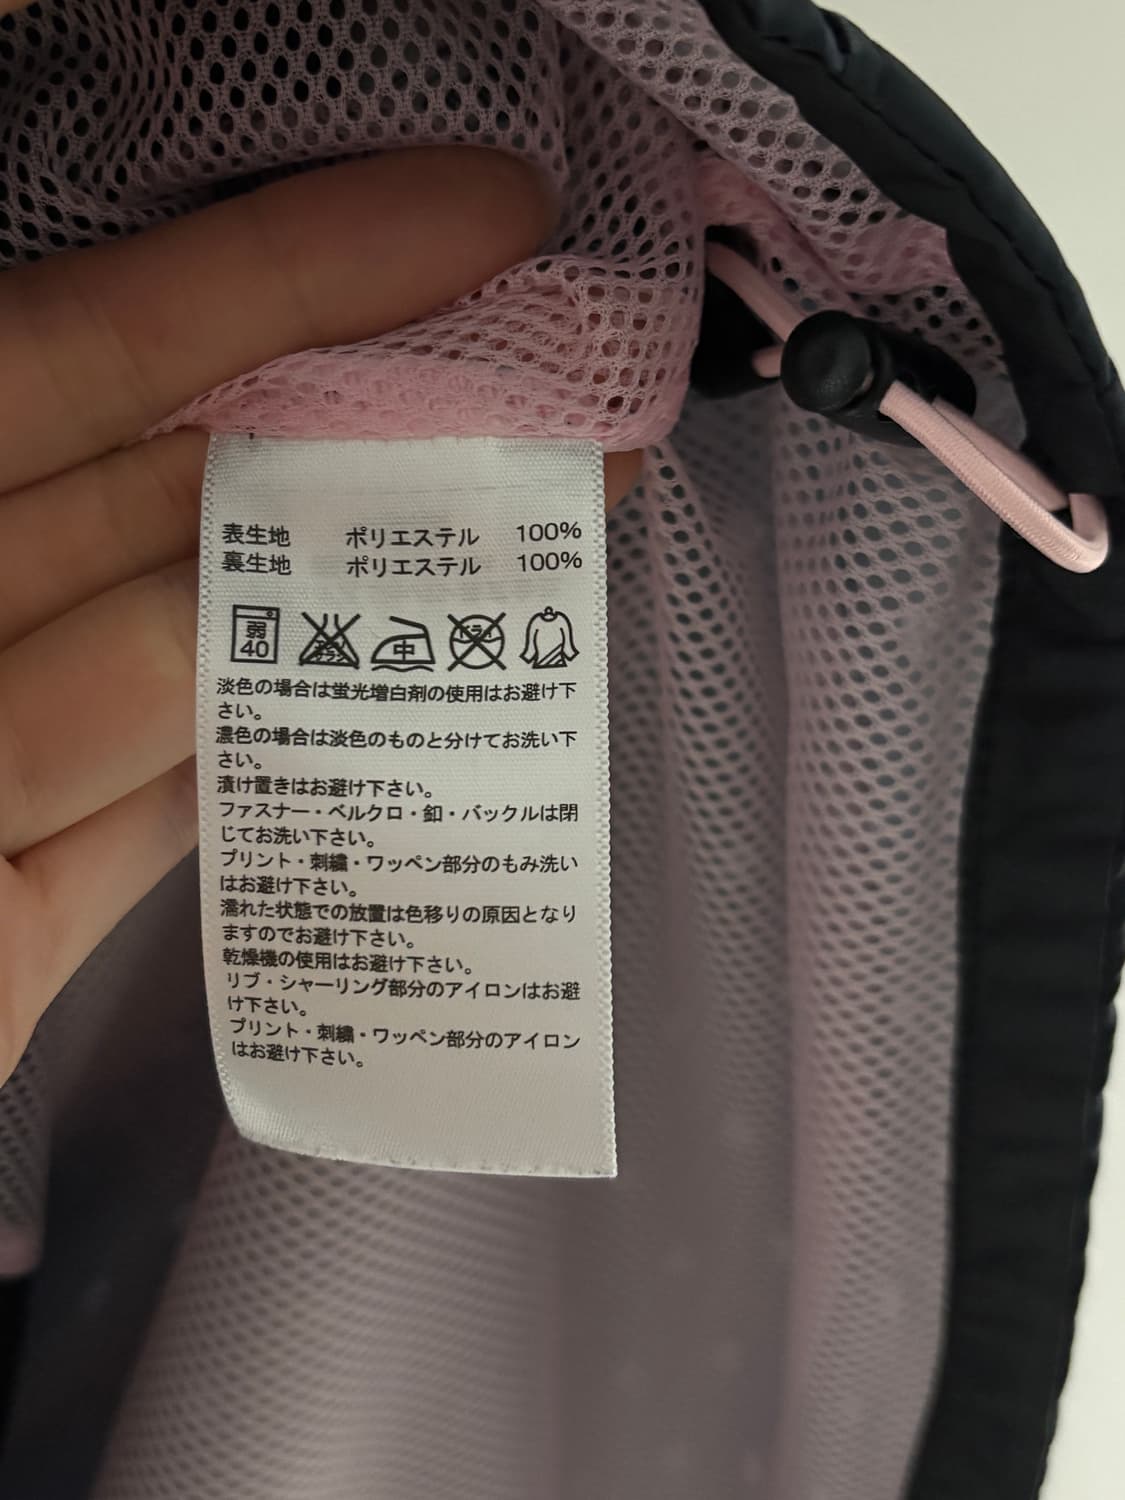 表生地 ポリエステル 100%
裏生地 ポリエステル 100%
弱 40 エンソ サラシ 中 ドライ
淡色の場合は蛍光増白剤の使用はお避け下
さい。
濃色の場合は淡色のものと分けてお洗い下
さい。
漬け置きはお避け下さい。
ファスナー・ベルクロ・釦・バックルは閉
じてお洗い下さい。
プリント・刺繍・ワッペン部分のもみ洗い
はお避け下さい。
濡れた状態での放置は色移りの原因となり
ますのでお避け下さい。
乾燥機の使用はお避け下さい。
リブ・シャーリング部分のアイロンはお避
け下さい。
プリント・刺繍・ワッペン部分のアイロン
はお避け下さい。